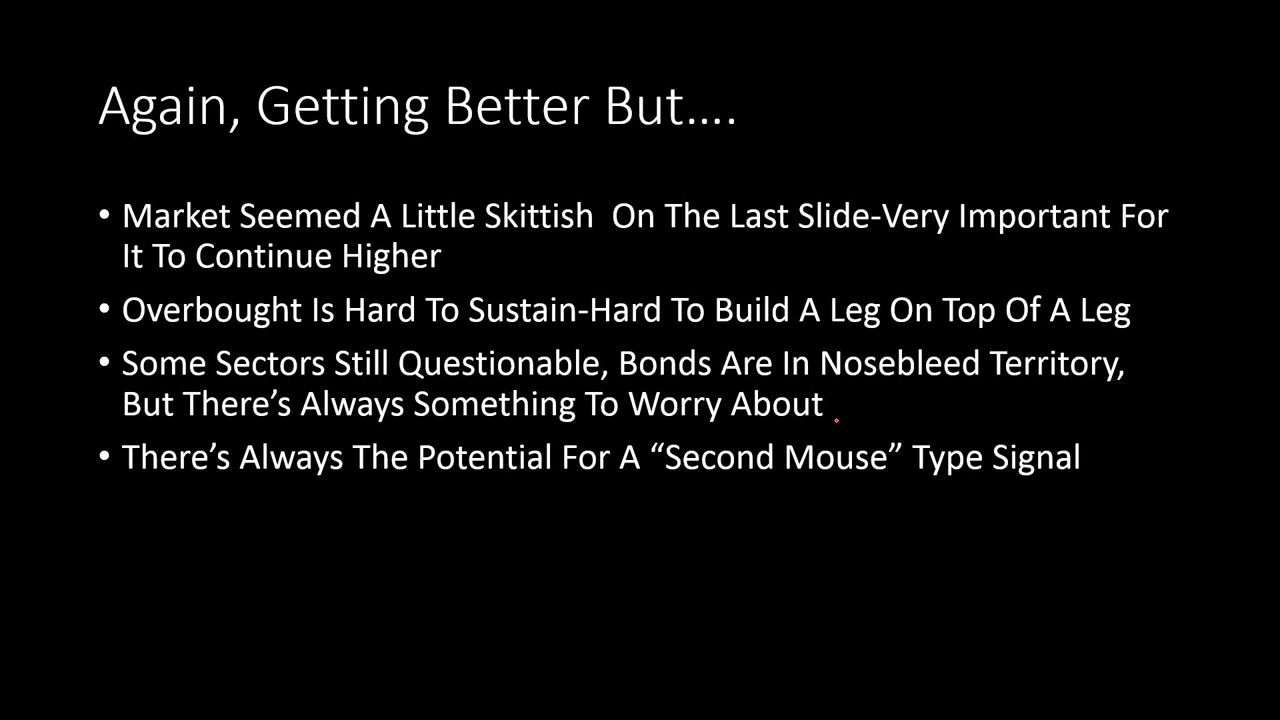 Again, Getting Better But....
• Market Seemed A Little Skittish  On The Last Slide-Very Important For
It To Continue Higher
• Overbought Is Hard To Sustain-Hard To Build A Leg On Top Of A Leg
• Some Sectors Still Questionable, Bonds Are In Nosebleed Territory,
But There’s Always Something To Worry About
• There’s Always The Potential For A “Second Mouse” Type Signal